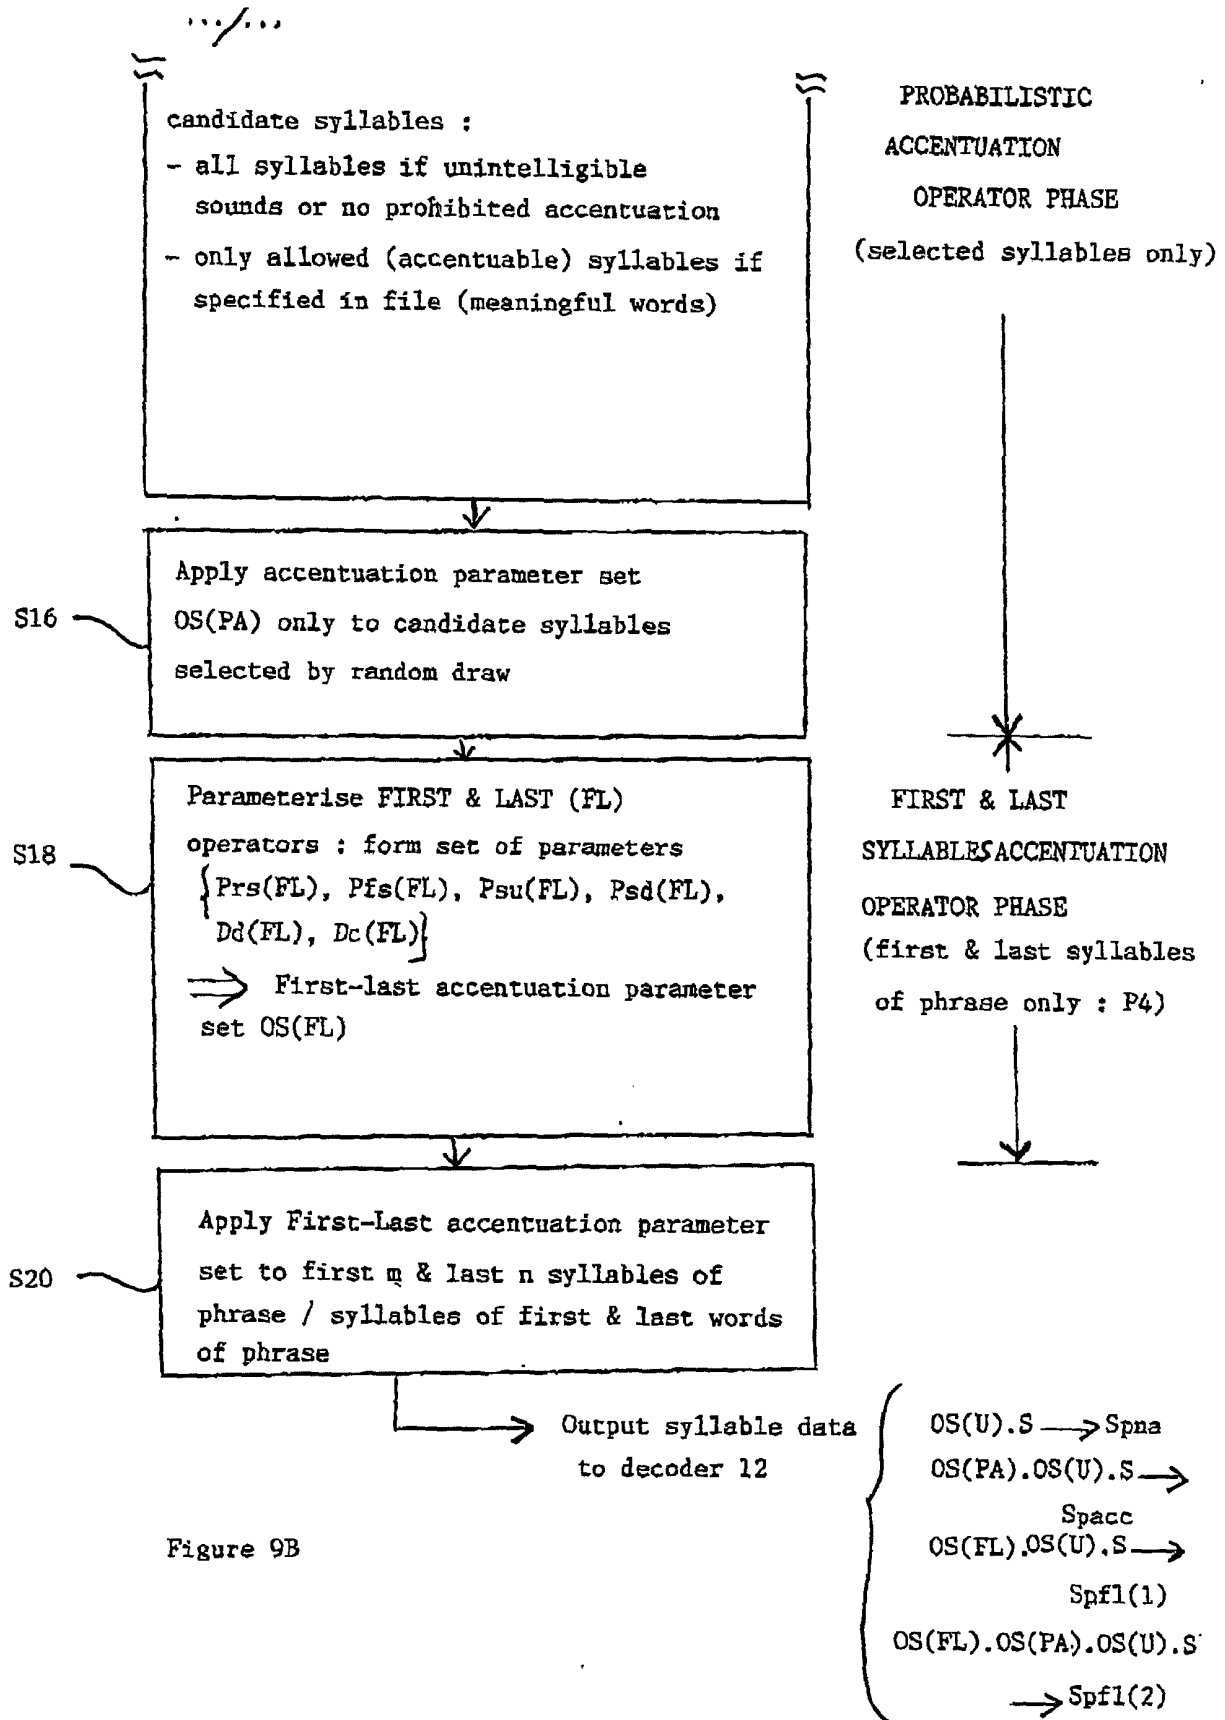 .../...
candidate syllables :
- all syllables if unintelligible
sounds or no prohibited accentuation
- only allowed (accentuable) syllables if
specified in file (meaningful words)
PROBABILISTIC
ACCENTUATION
OPERATOR PHASE
(selected syllables only)
S16
Apply accentuation parameter set
OS(PA) only to candidate syllables
selected by random draw
S18
Parameterise FIRST & LAST (FL)
operators : form set of parameters
{Prs(FL), Pfs(FL), Psu(FL), Psd(FL),
Dd(FL), Dc(FL)}
⇒ First-last accentuation parameter
set OS(FL)
FIRST & LAST
SYLLABLES ACCENTUATION
OPERATOR PHASE
(first & last syllables
of phrase only : P4)
S20
Apply First-Last accentuation parameter
set to first m & last n syllables of
phrase / syllables of first & last words
of phrase
Output syllable data
to decoder 12
OS(U).S → Spna
OS(PA).OS(U).S →
Spacc
OS(FL).OS(U).S →
Spfl(1)
OS(FL).OS(PA).OS(U).S
→ Spfl(2)
Figure 9B